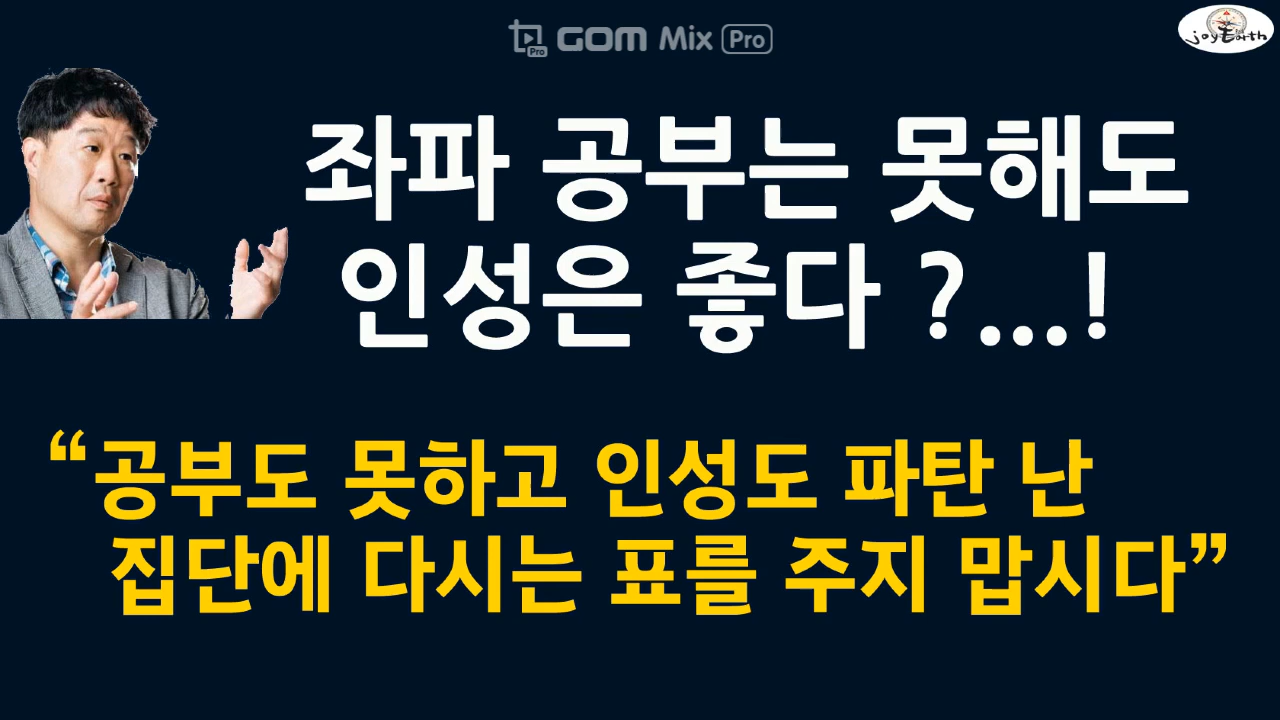 GOM Mix Pro
joyEarth
좌파 공부는 못해도
인성은 좋다 ?...!
“공부도 못하고 인성도 파탄 난
집단에 다시는 표를 주지 맙시다”